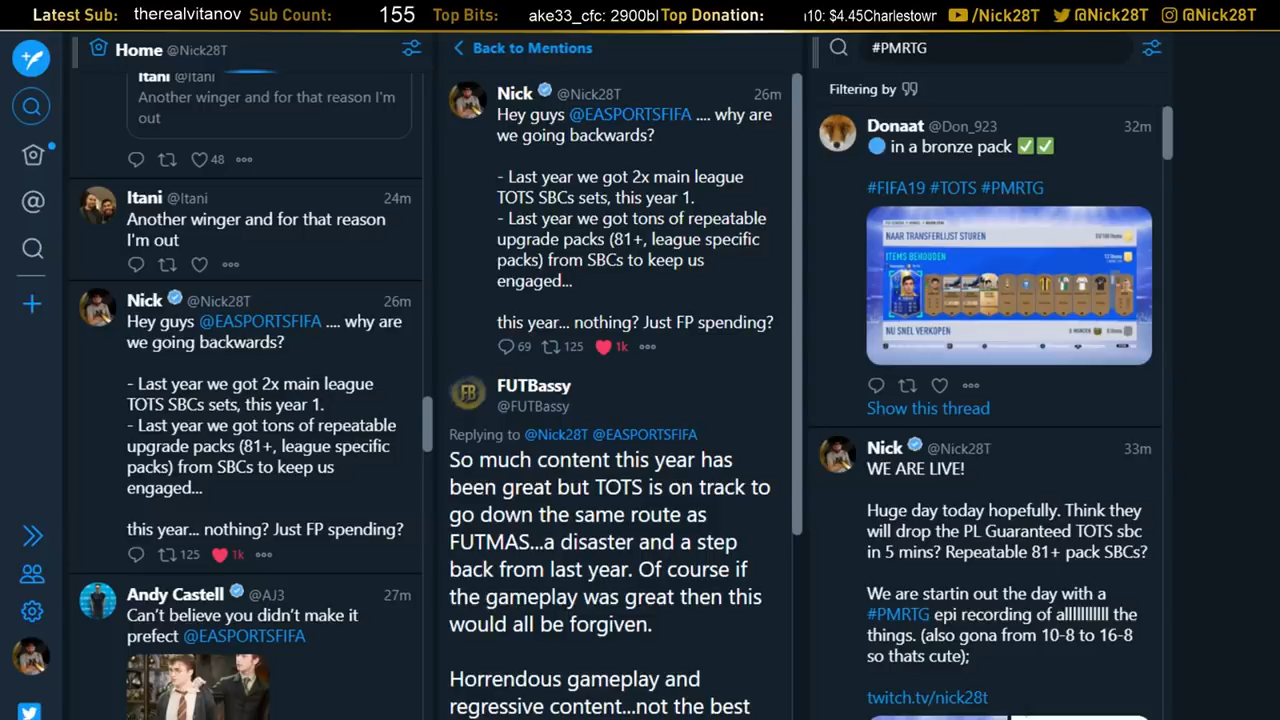 Latest Sub: therealvitanov Sub Count: 155 Top Bits: ake33_cfc: 2900bl Top Donation: ı10: $4.45Charlestowr /Nick28T @Nick28T @Nick28T
Home @Nick28T
Itani @Itani
Another winger and for that reason I'm
out
48
Itani @Itani 24m
Another winger and for that reason
I'm out
Nick @Nick28T 26m
Hey guys @EASPORTSFIFA .... why are
we going backwards?
- Last year we got 2x main league
TOTS SBCs sets, this year 1.
- Last year we got tons of repeatable
upgrade packs (81+, league specific
packs) from SBCs to keep us
engaged...
this year... nothing? Just FP spending?
125 1k
Andy Castell @AJ3 27m
Can't believe you didn't make it
prefect @EASPORTSFIFA
Back to Mentions
Nick @Nick28T 26m
Hey guys @EASPORTSFIFA .... why are
we going backwards?
- Last year we got 2x main league
TOTS SBCs sets, this year 1.
- Last year we got tons of repeatable
upgrade packs (81+, league specific
packs) from SBCs to keep us
engaged...
this year... nothing? Just FP spending?
69 125 1k
FUTBassy
@FUTBassy
Replying to @Nick28T @EASPORTSFIFA
So much content this year has
been great but TOTS is on track to
go down the same route as
FUTMAS...a disaster and a step
back from last year. Of course if
the gameplay was great then this
would all be forgiven.
Horrendous gameplay and
regressive content...not the best
#PMRTG
Filtering by
Donaat @Don_923 32m
in a bronze pack
#FIFA19 #TOTS #PMRTG
NAAR TRANSFERLIJST STUREN
ITEMS BEHOUDEN
NU SNEL VERKOPEN
Show this thread
Nick @Nick28T 33m
WE ARE LIVE!
Huge day today hopefully. Think they
will drop the PL Guaranteed TOTS sbc
in 5 mins? Repeatable 81+ pack SBCs?
We are startin out the day with a
#PMRTG epi recording of allllllllll the
things. (also gona from 10-8 to 16-8
so thats cute);
twitch.tv/nick28t